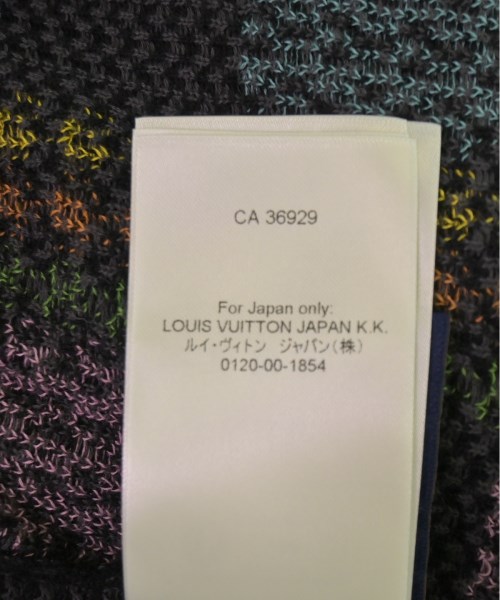 CA 36929
For Japan only:
LOUIS VUITTON JAPAN K.K.
ルイ・ヴィトン ジャパン(株)
0120-00-1854